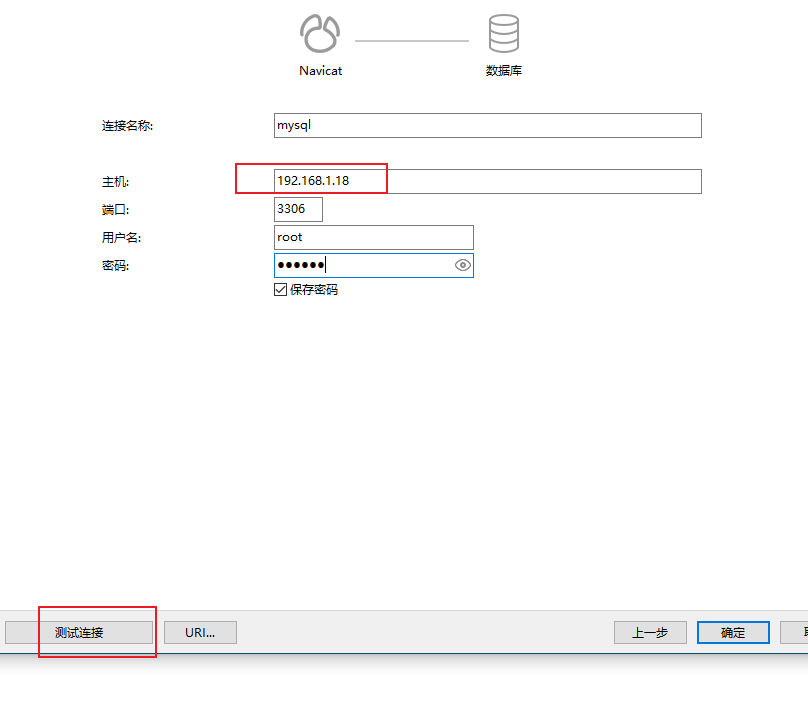 Navicat
数据库
连接名称:
mysql
主机:
192.168.1.18
端口:
3306
用户名:
root
密码:
●●●●●●
保存密码
测试连接
URI...
上一步
确定